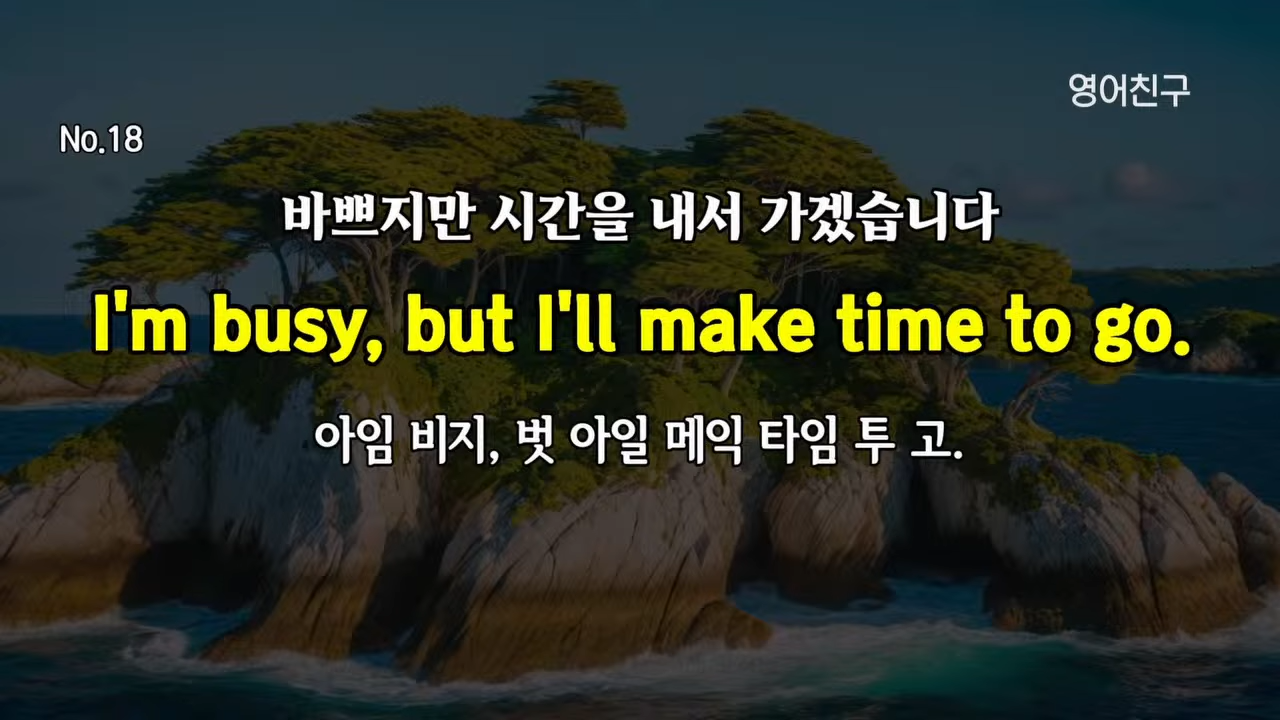 영어친구
No.18
바쁘지만 시간을 내서 가겠습니다
I'm busy, but I'll make time to go.
아임 비지, 벗 아일 메익 타임 투 고.